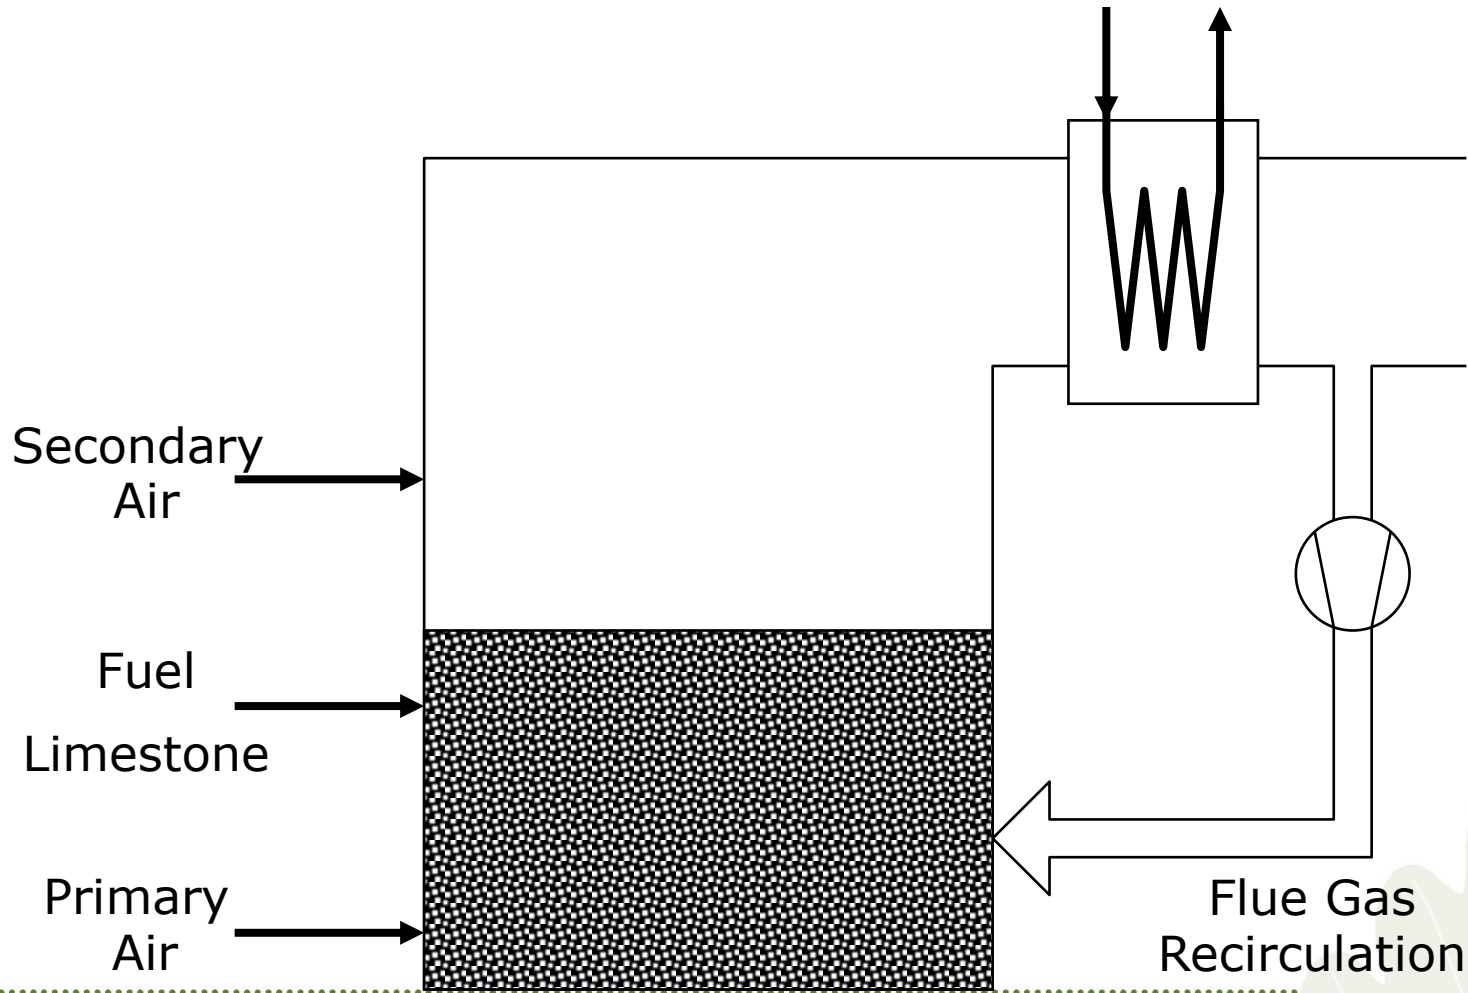 Secondary
Air
Fuel
Limestone
Primary
Air
Flue Gas
Recirculation